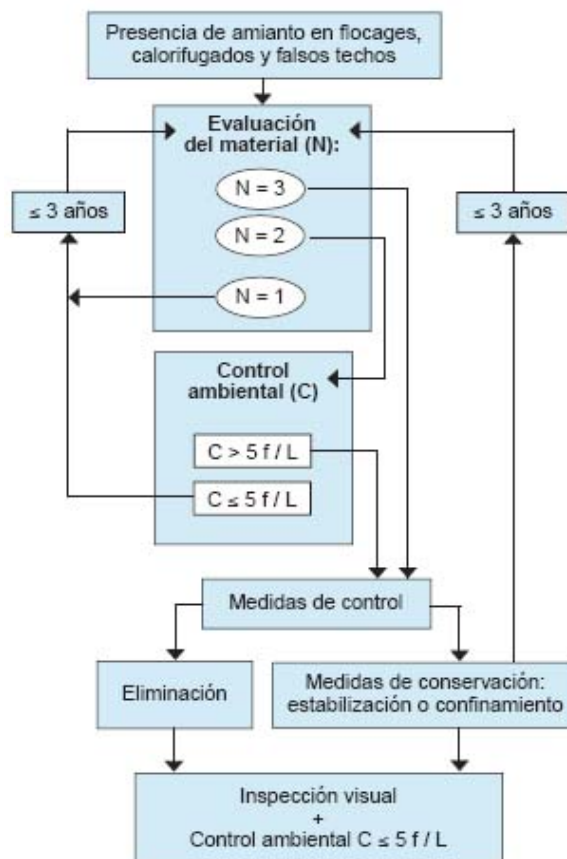 Presencia de amianto en flocages,
calorifugados y falsos techos
Evaluación
del material (N):
≤ 3 años
N = 3
≤ 3 años
N = 2
N = 1
Control
ambiental (C)
C > 5 f / L
C ≤ 5 f / L
Medidas de control
Eliminación
Medidas de conservación:
estabilización o confinamiento
Inspección visual
+
Control ambiental C ≤ 5 f / L